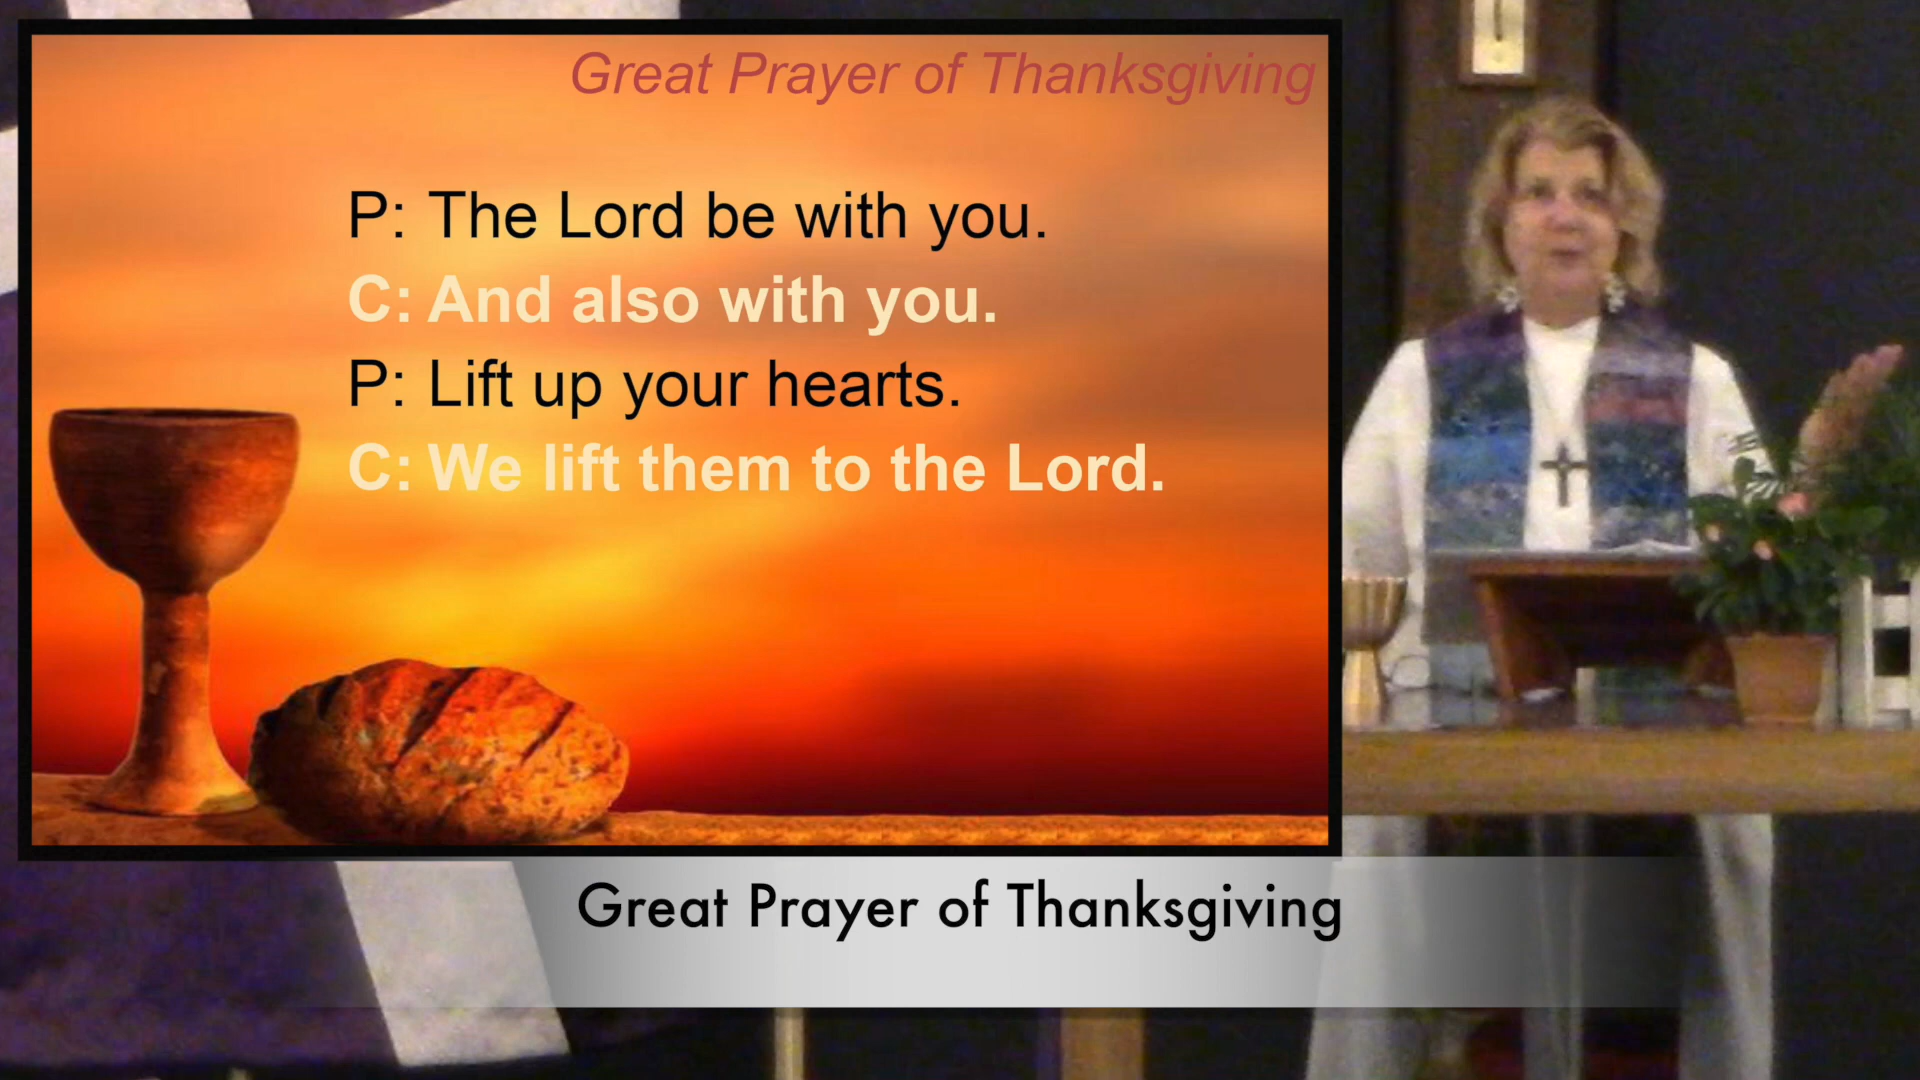 Great Prayer of Thanksgiving
P: The Lord be with you.
C: And also with you.
P: Lift up your hearts.
C: We lift them to the Lord.
Great Prayer of Thanksgiving